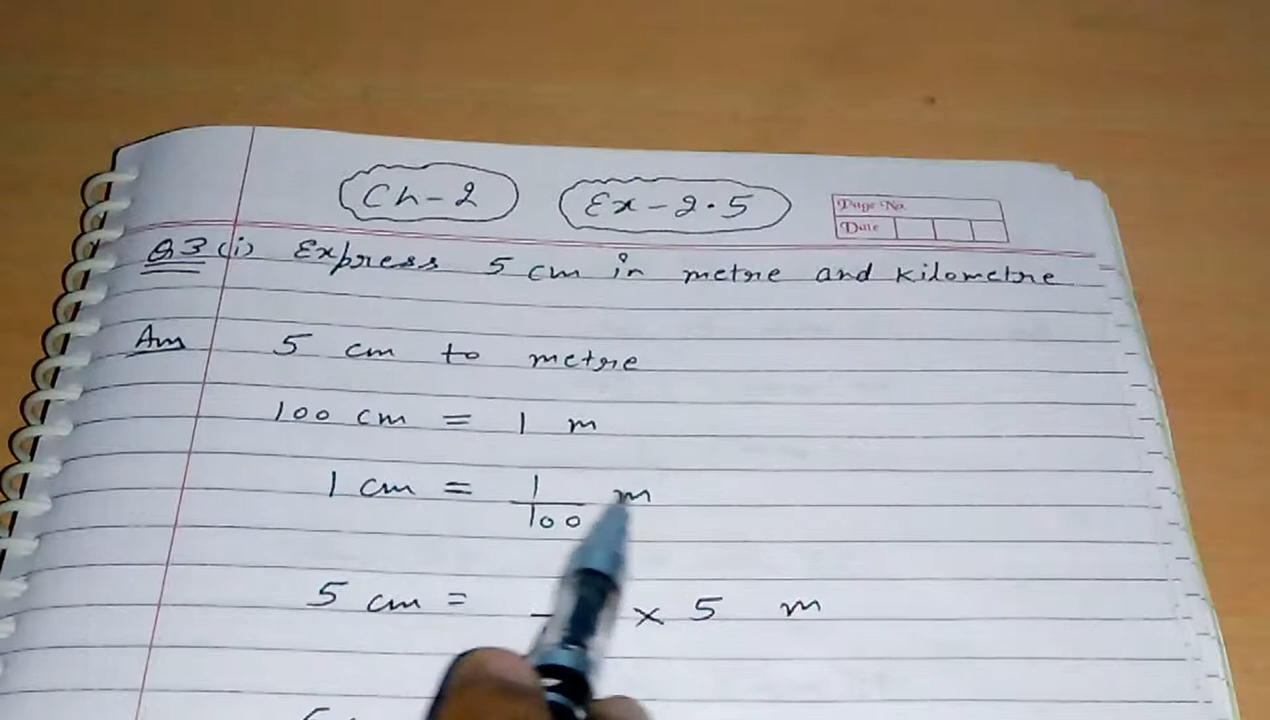 Ch-2 Ex-2.5
Page No.
Date
Q3 (i) Express 5 cm in metre and kilometre
Ans 5 cm to metre
100 cm = 1 m
1 cm = 1/100 m
5 cm = × 5 m